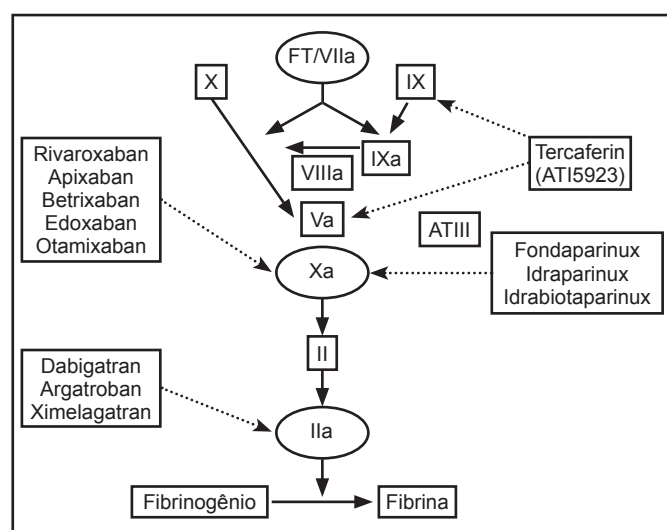 FT/VIIa
X
IX
Rivaroxaban
Apixaban
Betrixaban
Edoxaban
Otamixaban
VIIIa
IXa
Tercaferin
(ATI5923)
Va
ATIII
Xa
Fondaparinux
Idraparinux
Idrabiotaparinux
II
Dabigatran
Argatroban
Ximelagatran
IIa
Fibrinogênio
Fibrina